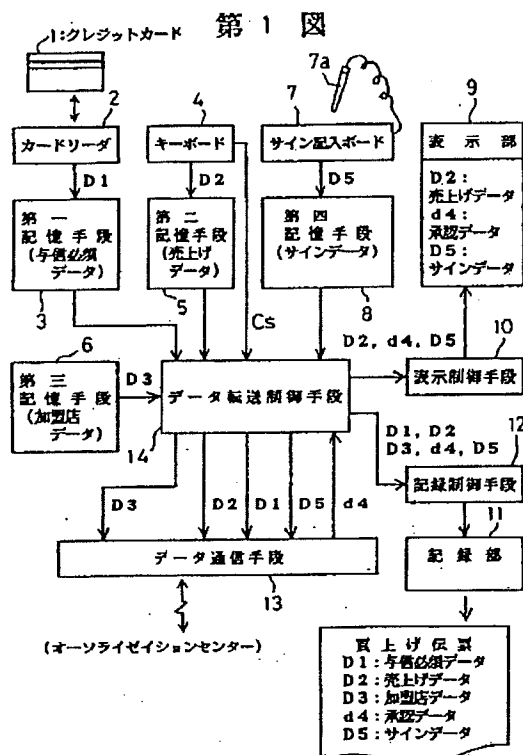 第1図
1:クレジットカード
2
カードリーダ
D1
第一
記憶手段
(与信必須
データ)
3
4
キーボード
D2
第二
記憶手段
(売上げ
データ)
5
Cs
7a
7
サイン記入ボード
D5
第四
記憶手段
(サインデータ)
8
9
表示部
D2:
売上げデータ
d4:
承認データ
D5:
サインデータ
D2, d4, D5
10
表示制御手段
6
第三
記憶手段
(加盟店
データ)
D3
データ転送制御手段
14
D1, D2
D3, d4, D5
12
記録制御手段
11
記録部
D3
D2
D1
D5
d4
データ通信手段
13
(オーソライゼイションセンター)
買上げ伝票
D1:与信必須データ
D2:売上げデータ
D3:加盟店データ
d4:承認データ
D5:サインデータ